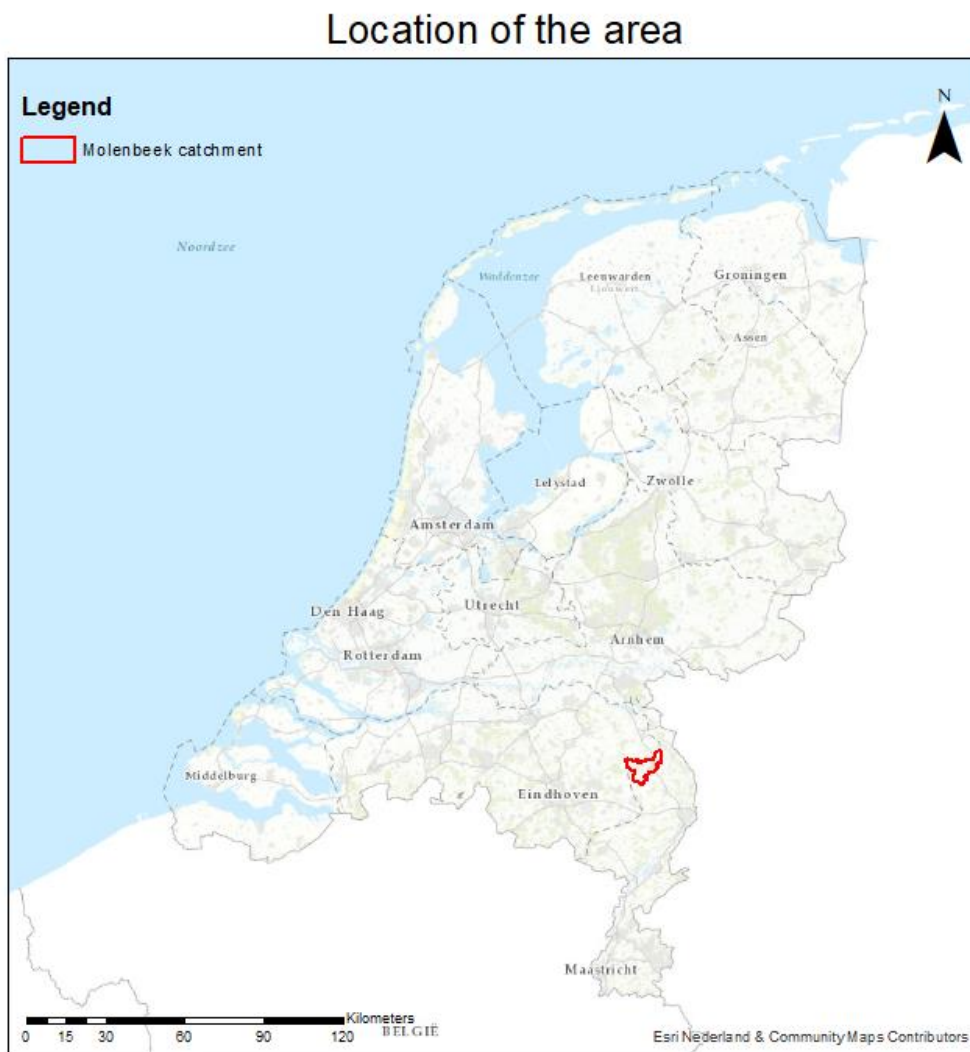 Location of the area
Legend
Molenbeek catchment
N
Noordzee
Waddenzee
Leeuwarden
Ljouwert
Groningen
Assen
Lelystad
Zwolle
Amsterdam
Utrecht
Den Haag
Arnhem
Rotterdam
Middelburg
Eindhoven
Maastricht
Kilometers
0 15 30 60 90 120
BELGIË
Esri Nederland & Community Maps Contributors